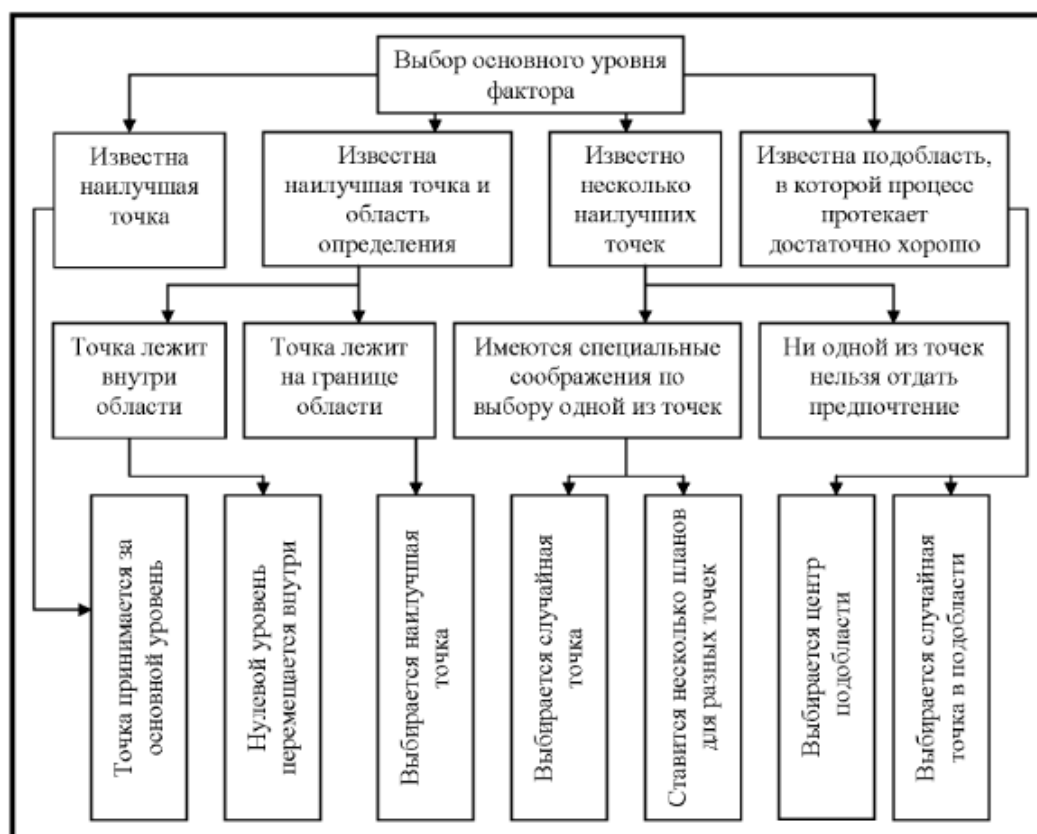 Выбор основного уровня
фактора
Известна
наилучшая
точка
Известна
наилучшая точка и
область
определения
Известно
несколько
наилучших
точек
Известна подобласть,
в которой процесс
протекает
достаточно хорошо
Точка лежит
внутри
области
Точка лежит
на границе
области
Имеются специальные
соображения по
выбору одной из точек
Ни одной из точек
нельзя отдать
предпочтение
Точка принимается за
основной уровень
Нулевой уровень
перемещается внутри
Выбирается наилучшая
точка
Выбирается случайная
точка
Ставится несколько планов
для разных точек
Выбирается центр
подобласти
Выбирается случайная
точка в подобласти